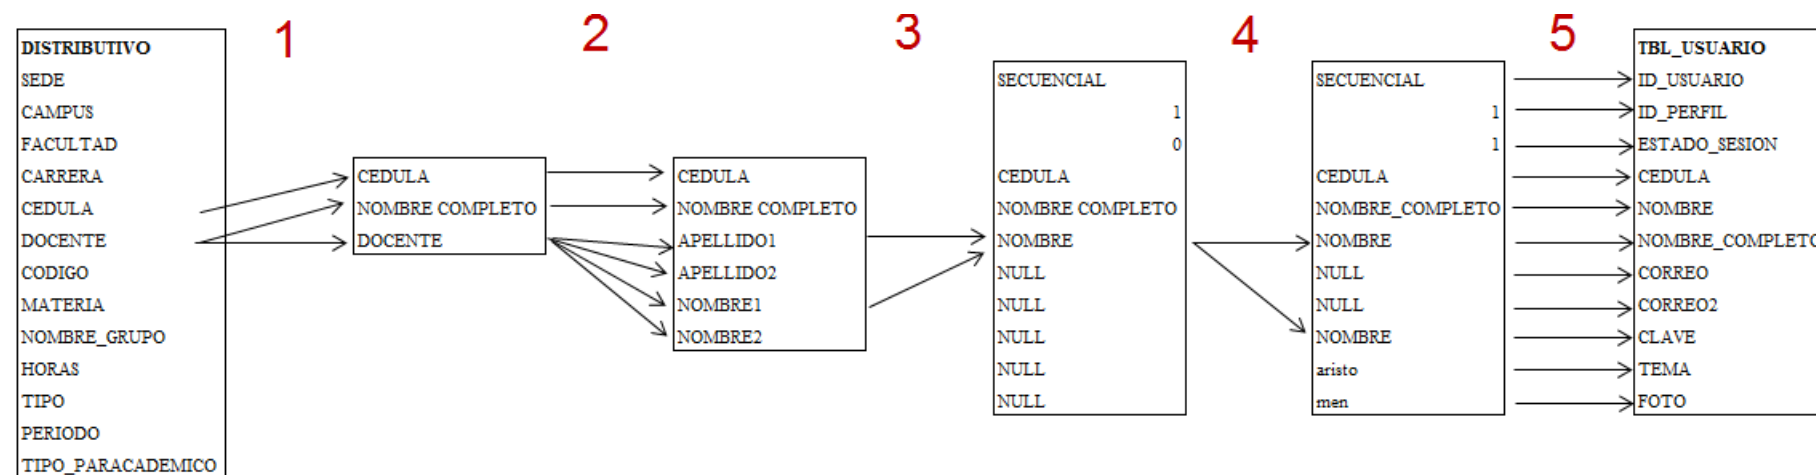 1
2
3
4
5
DISTRIBUTIVO
SEDE
CAMPUS
FACULTAD
CARRERA
CEDULA
DOCENTE
CODIGO
MATERIA
NOMBRE_GRUPO
HORAS
TIPO
PERIODO
TIPO_PARACADEMICO
CEDULA
NOMBRE COMPLETO
DOCENTE
CEDULA
NOMBRE COMPLETO
APELLIDO1
APELLIDO2
NOMBRE1
NOMBRE2
SECUENCIAL
1
0
CEDULA
NOMBRE COMPLETO
NOMBRE
NULL
NULL
NULL
NULL
NULL
SECUENCIAL
1
1
CEDULA
NOMBRE_COMPLETO
NOMBRE
NULL
NULL
NOMBRE
aristo
men
TBL_USUARIO
ID_USUARIO
ID_PERFIL
ESTADO_SESION
CEDULA
NOMBRE
NOMBRE_COMPLETO
CORREO
CORREO2
CLAVE
TEMA
FOTO